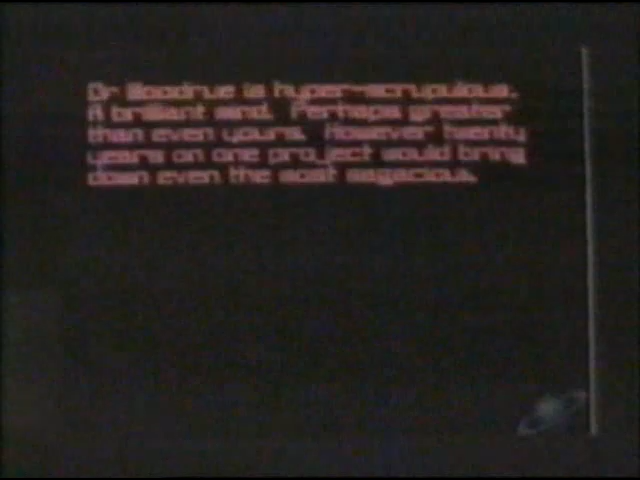 Dr Woodrue is hyper-scrupulous.
A brilliant mind. Perhaps greater
than even yours. However twenty
years on one project would bring
down even the most sagacious.